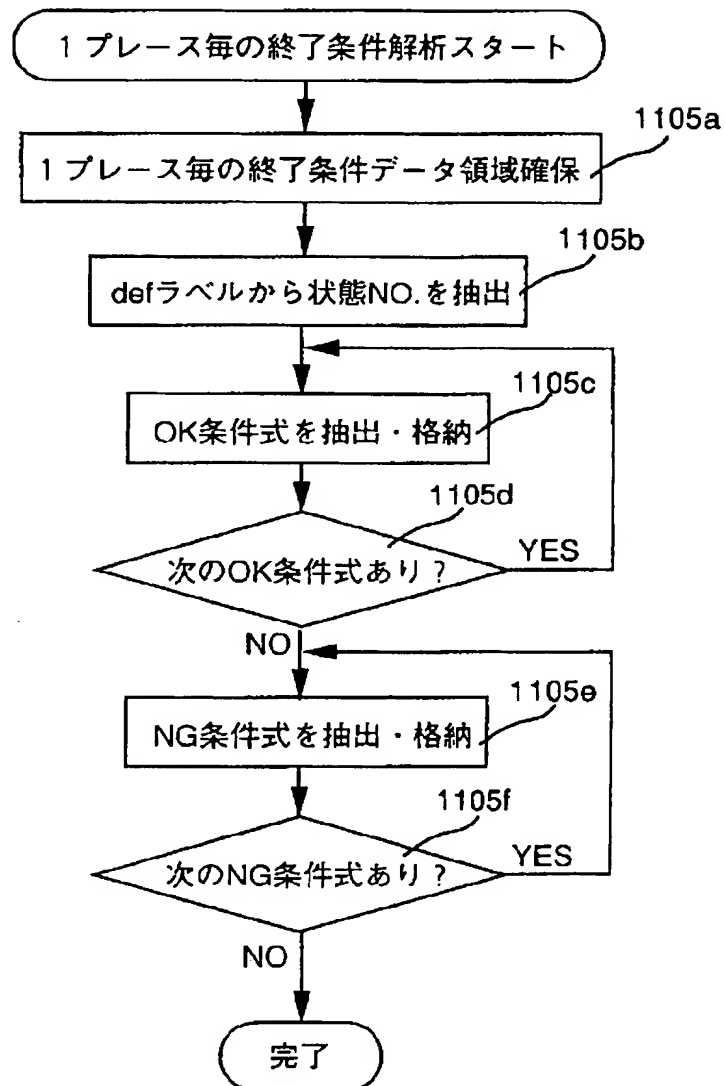 1プレース毎の終了条件解析スタート
1105a
1プレース毎の終了条件データ領域確保
1105b
defラベルから状態NO.を抽出
1105c
OK条件式を抽出・格納
1105d
次のOK条件式あり?
YES
NO
1105e
NG条件式を抽出・格納
1105f
次のNG条件式あり?
YES
NO
完了